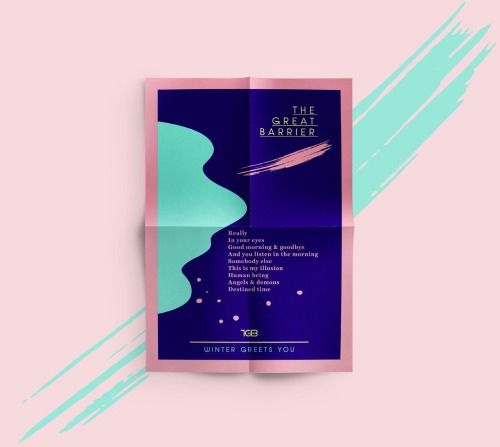 THE
GREAT
BARRIER
Really
In your eyes
Good morning & goodbye
And you listen in the morning
Somebody else
This is my illusion
Human being
Angels & demons
Destined time
TGB
WINTER GREETS YOU